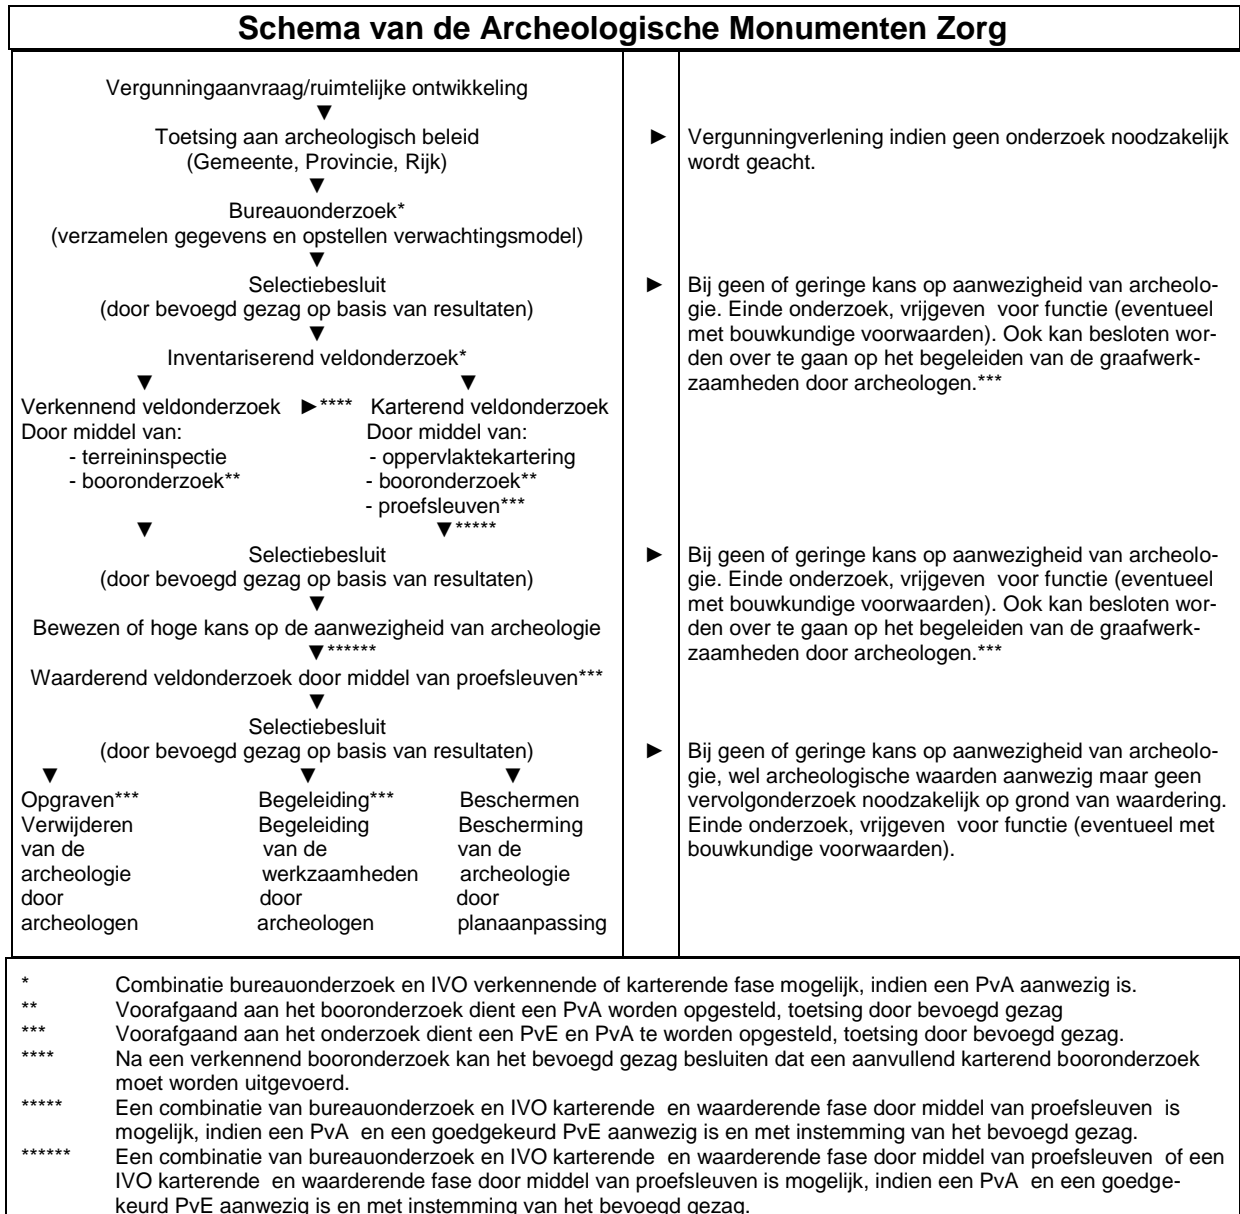 Schema van de Archeologische Monumenten Zorg
Vergunningaanvraag/ruimtelijke ontwikkeling
▼
Toetsing aan archeologisch beleid
(Gemeente, Provincie, Rijk)
► Vergunningverlening indien geen onderzoek noodzakelijk
wordt geacht.
▼
Bureauonderzoek*
(verzamelen gegevens en opstellen verwachtingsmodel)
▼
Selectiebesluit
(door bevoegd gezag op basis van resultaten)
► Bij geen of geringe kans op aanwezigheid van archeolo-
gie. Einde onderzoek, vrijgeven voor functie (eventueel
met bouwkundige voorwaarden). Ook kan besloten wor-
den over te gaan op het begeleiden van de graafwerk-
zaamheden door archeologen.***
▼
Inventariserend veldonderzoek*
▼ ▼
Verkennend veldonderzoek ►**** Karterend veldonderzoek
Door middel van: Door middel van:
- terreininspectie - oppervlaktekartering
- booronderzoek** - booronderzoek**
- proefsleuven***
▼ ▼*****
Selectiebesluit
(door bevoegd gezag op basis van resultaten)
► Bij geen of geringe kans op aanwezigheid van archeolo-
gie. Einde onderzoek, vrijgeven voor functie (eventueel
met bouwkundige voorwaarden). Ook kan besloten wor-
den over te gaan op het begeleiden van de graafwerk-
zaamheden door archeologen.***
▼
Bewezen of hoge kans op de aanwezigheid van archeologie
▼******
Waarderend veldonderzoek door middel van proefsleuven***
▼
Selectiebesluit
(door bevoegd gezag op basis van resultaten)
► Bij geen of geringe kans op aanwezigheid van archeolo-
gie, wel archeologische waarden aanwezig maar geen
vervolgonderzoek noodzakelijk op grond van waardering.
Einde onderzoek, vrijgeven voor functie (eventueel met
bouwkundige voorwaarden).
▼ ▼ ▼
Opgraven*** Begeleiding*** Beschermen
Verwijderen Begeleiding Bescherming
van de van de van de
archeologie werkzaamheden archeologie
door door door
archeologen archeologen planaanpassing
* Combinatie bureauonderzoek en IVO verkennende of karterende fase mogelijk, indien een PvA aanwezig is.
** Voorafgaand aan het booronderzoek dient een PvA worden opgesteld, toetsing door bevoegd gezag
*** Voorafgaand aan het onderzoek dient een PvE en PvA te worden opgesteld, toetsing door bevoegd gezag.
**** Na een verkennend booronderzoek kan het bevoegd gezag besluiten dat een aanvullend karterend booronderzoek
moet worden uitgevoerd.
***** Een combinatie van bureauonderzoek en IVO karterende en waarderende fase door middel van proefsleuven is
mogelijk, indien een PvA en een goedgekeurd PvE aanwezig is en met instemming van het bevoegd gezag.
****** Een combinatie van bureauonderzoek en IVO karterende en waarderende fase door middel van proefsleuven of een
IVO karterende en waarderende fase door middel van proefsleuven is mogelijk, indien een PvA en een goedge-
keurd PvE aanwezig is en met instemming van het bevoegd gezag.